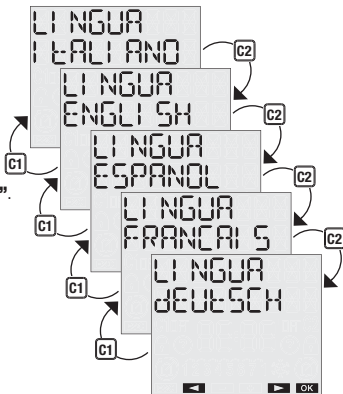 LINGUA
ItALIANO
C2
LINGUA
ENGLISH
C2
C1
LINGUA
ESPANOL
”.
C2
C1
LINGUA
FRANCAIS
C2
C1
LINGUA
dEUtSCH
C1
OK